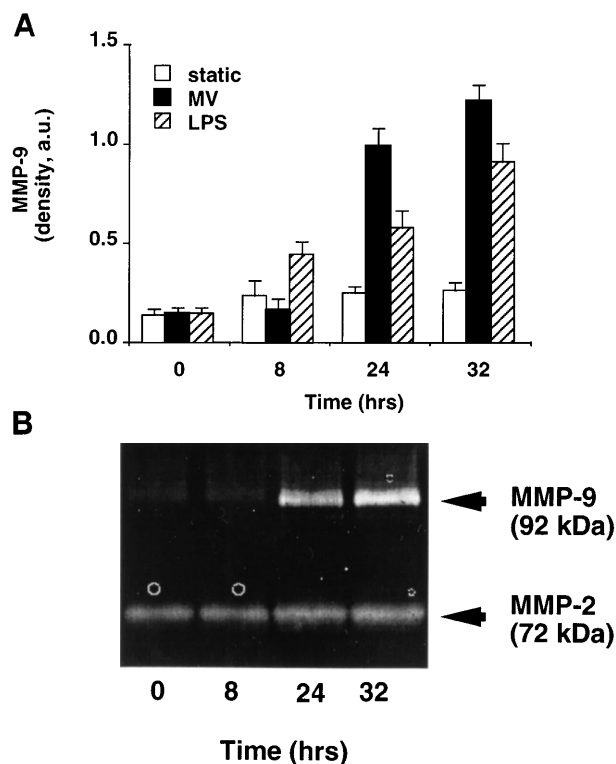 A
1.5
1.0
0.5
0.0
MMP-9
(density, a.u.)
static
MV
LPS
0 8 24 32
Time (hrs)
B
MMP-9
(92 kDa)
MMP-2
(72 kDa)
0 8 24 32
Time (hrs)